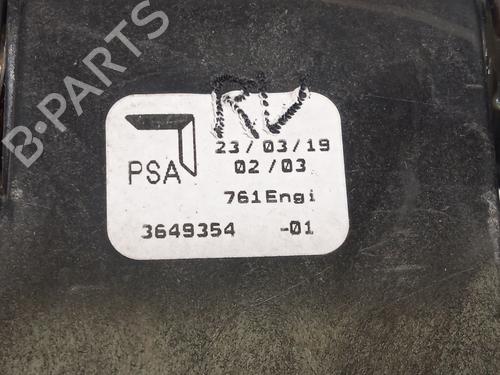 B-PARTS
RV
PSA
23/03/19
02/03
761Engi
3649354 -01